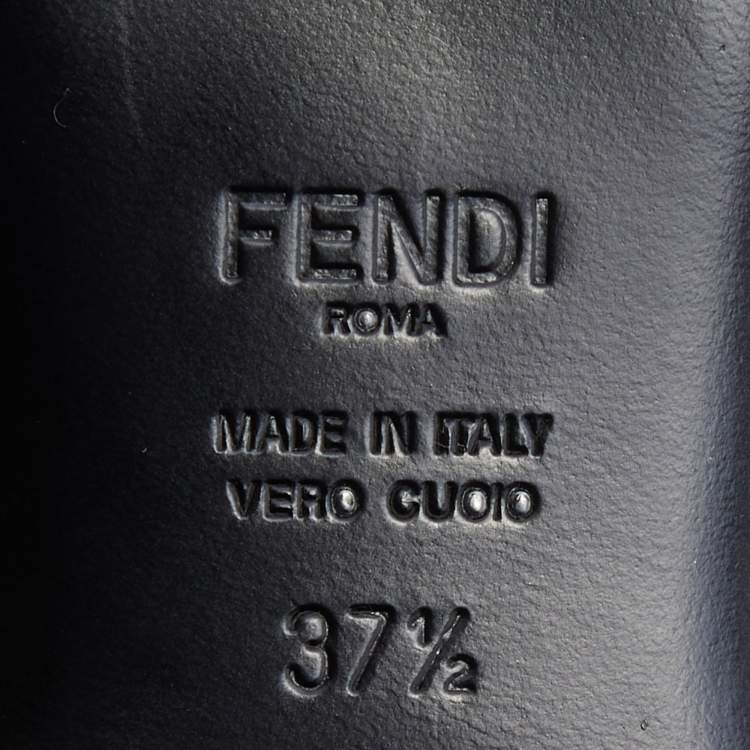 FENDI
ROMA
MADE IN ITALY
VERO CUOIO
37½